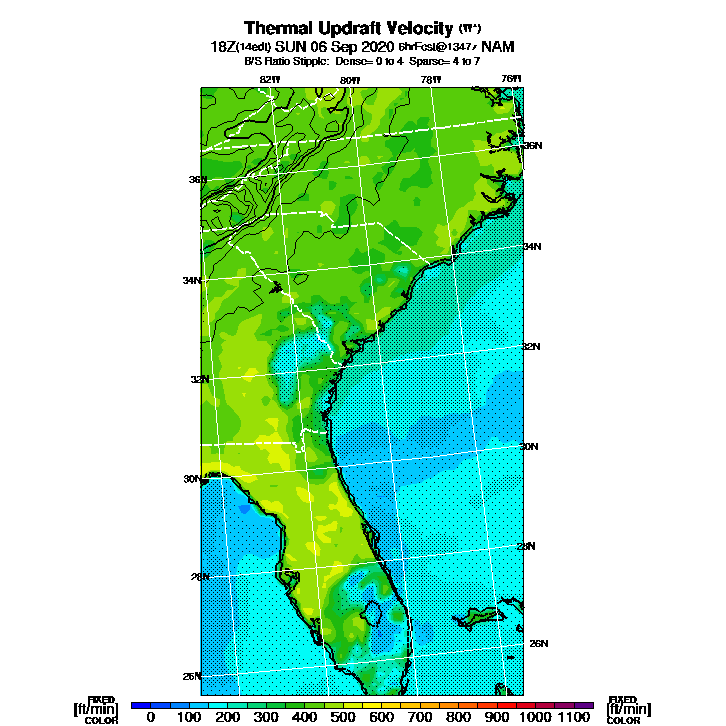 Thermal Updraft Velocity (W*)
18Z(14edt) SUN 06 Sep 2020 6hrFcst@1347z NAM
B/S Ratio Stipple: Dense= 0 to 4 Sparse= 4 to 7
82W 80W 78W 76W
36N
36N
34N
34N
32N
32N
30N
30N
28N
28N
26N
26N
FIXED FIXED
[ft/min] [ft/min]
COLOR COLOR
0 100 200 300 400 500 600 700 800 900 1000 1100